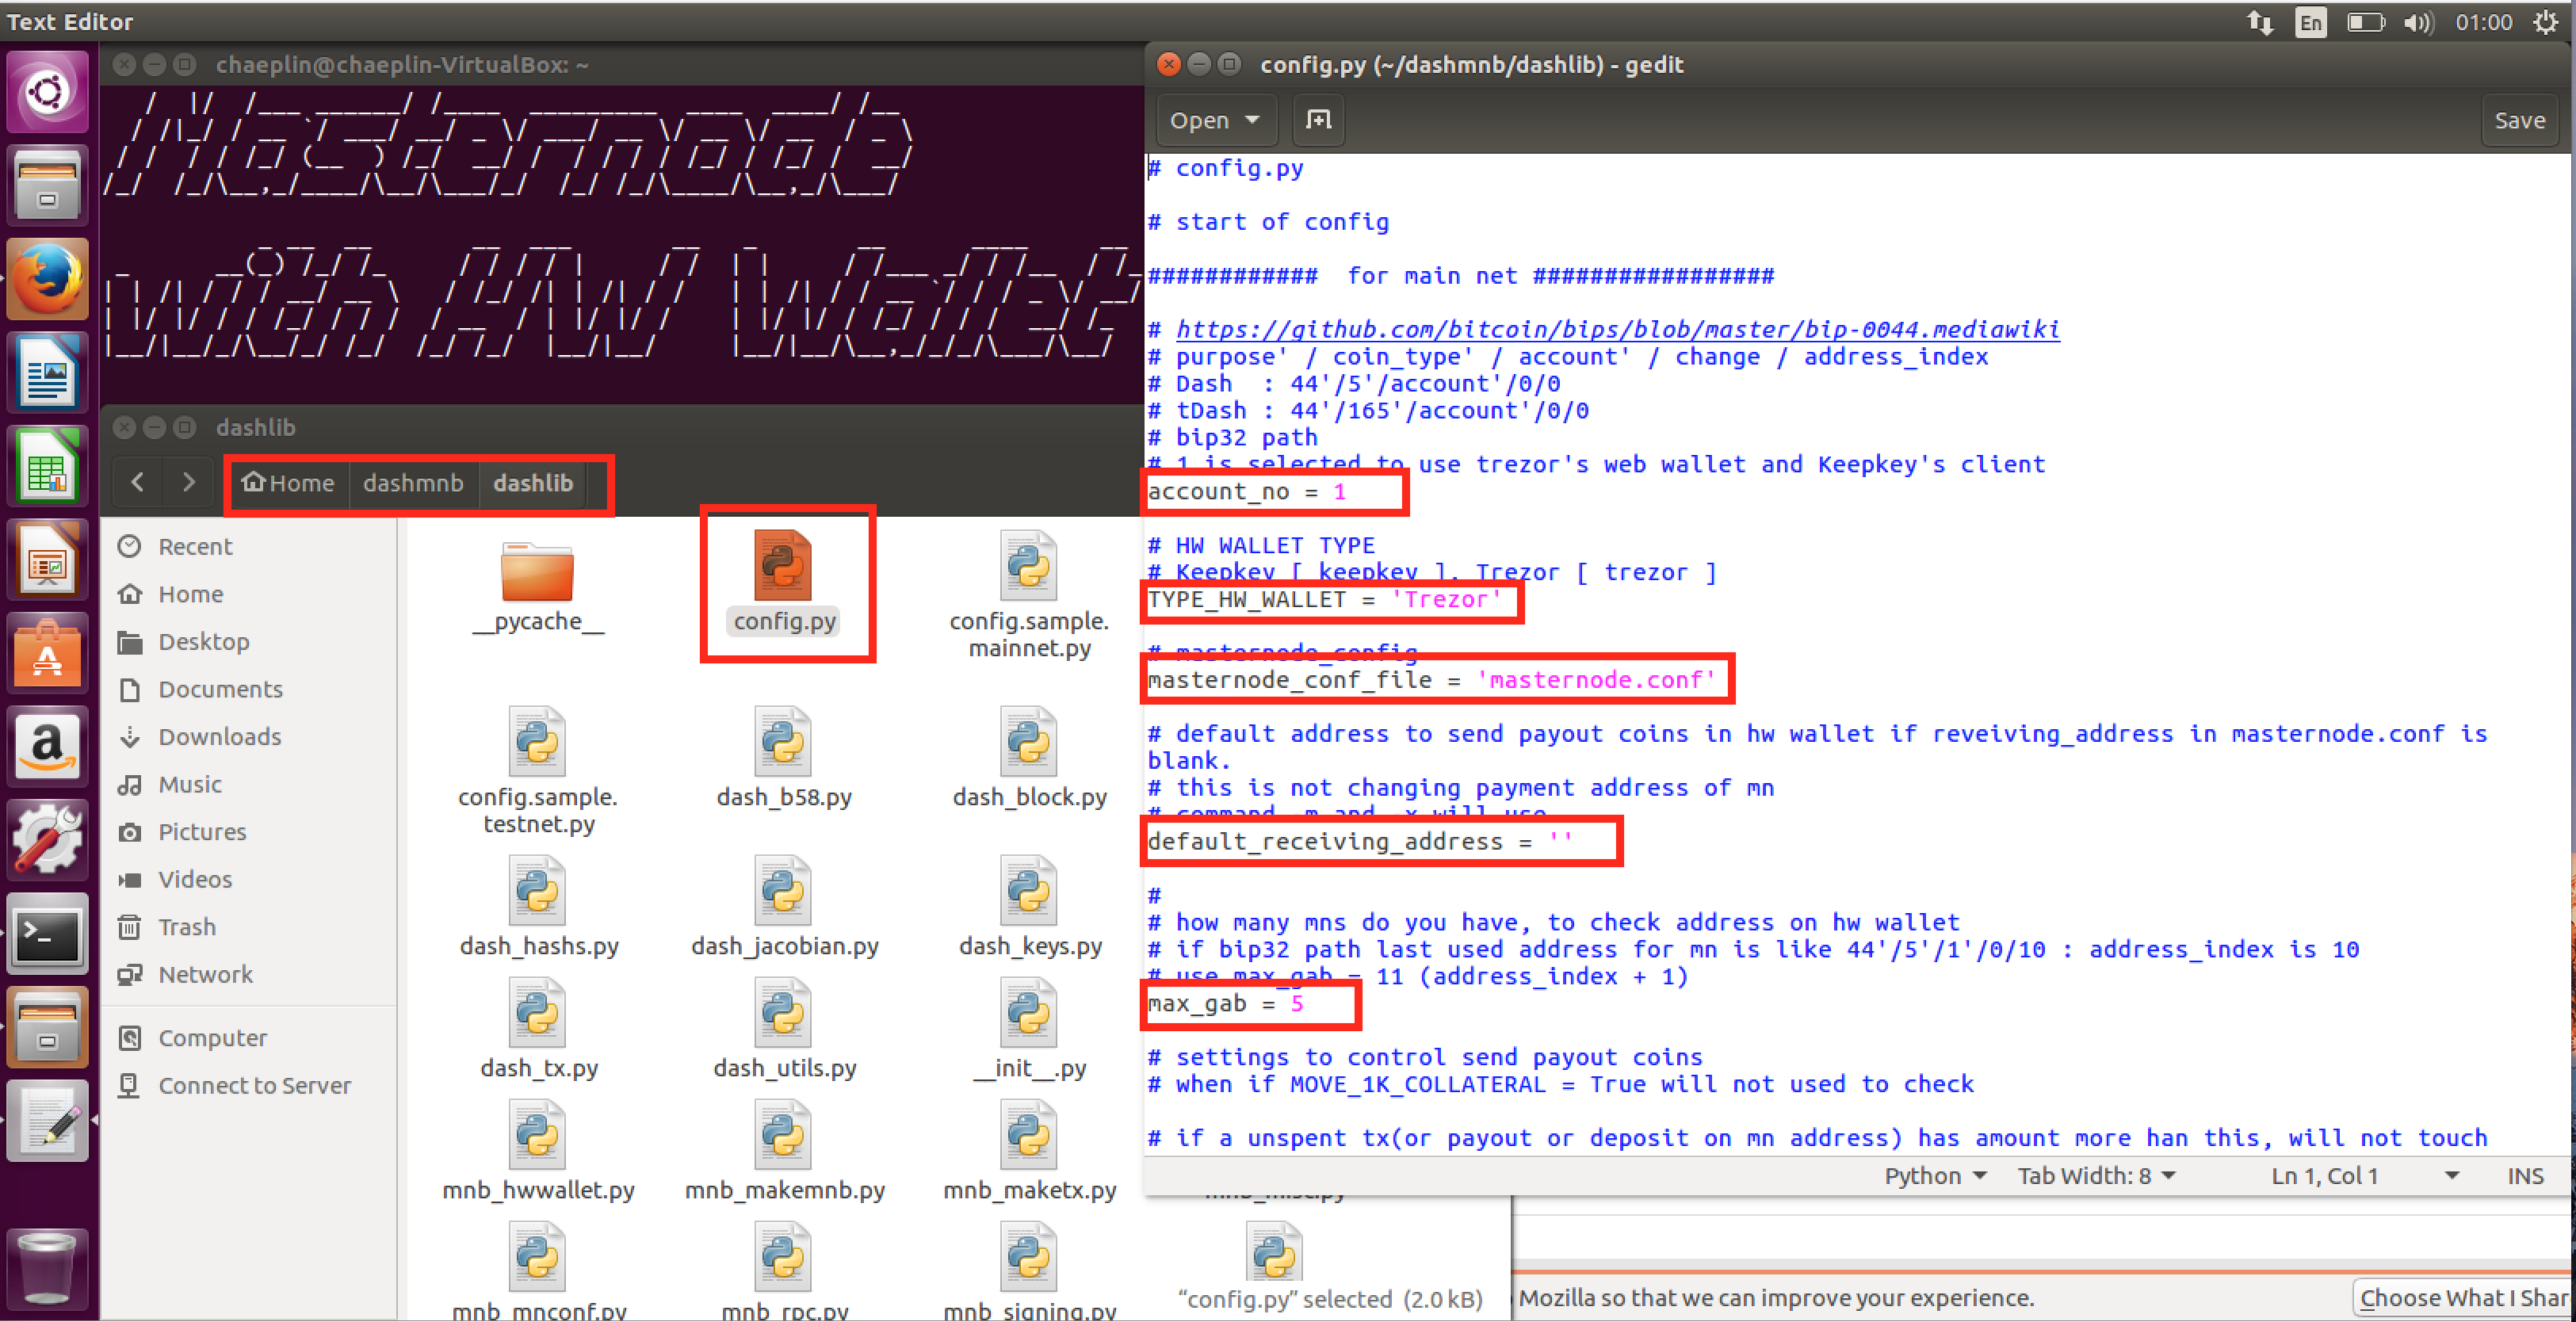 Text Editor
En
01:00
chaeplin@chaeplin-VirtualBox: ~
Masternode
with HW Wallet
dashlib
Home
dashmnb
dashlib
Recent
Home
Desktop
Documents
Downloads
Music
Pictures
Videos
Trash
Network
Computer
Connect to Server
__pycache__
config.py
config.sample.
mainnet.py
config.sample.
testnet.py
dash_b58.py
dash_block.py
dash_hashs.py
dash_jacobian.py
dash_keys.py
dash_tx.py
dash_utils.py
__init__.py
mnb_hwwallet.py
mnb_makemnb.py
mnb_maketx.py
mnb_misc.py
mnb_mnconf.py
mnb_rpc.py
mnb_signing.py
“config.py” selected (2.0 kB)
config.py (~/dashmnb/dashlib) - gedit
Open
Save
# config.py
# start of config
############  for main net #################
# https://github.com/bitcoin/bips/blob/master/bip-0044.mediawiki
# purpose' / coin_type' / account' / change / address_index
# Dash  : 44'/5'/account'/0/0
# tDash : 44'/165'/account'/0/0
# bip32 path
# 1 is selected to use trezor's web wallet and Keepkey's client
account_no = 1
# HW WALLET TYPE
# Keepkey [ keepkey ], Trezor [ trezor ]
TYPE_HW_WALLET = 'Trezor'
# masternode_config
masternode_conf_file = 'masternode.conf'
# default address to send payout coins in hw wallet if reveiving_address in masternode.conf is
blank.
# this is not changing payment address of mn
# command -m and -x will use
default_receiving_address = ''
#
# how many mns do you have, to check address on hw wallet
# if bip32 path last used address for mn is like 44'/5'/1'/0/10 : address_index is 10
# use max_gab = 11 (address_index + 1)
max_gab = 5
# settings to control send payout coins
# when if MOVE_1K_COLLATERAL = True will not used to check
# if a unspent tx(or payout or deposit on mn address) has amount more han this, will not touch
Python
Tab Width: 8
Ln 1, Col 1
INS
Mozilla so that we can improve your experience.
Choose What I Shar